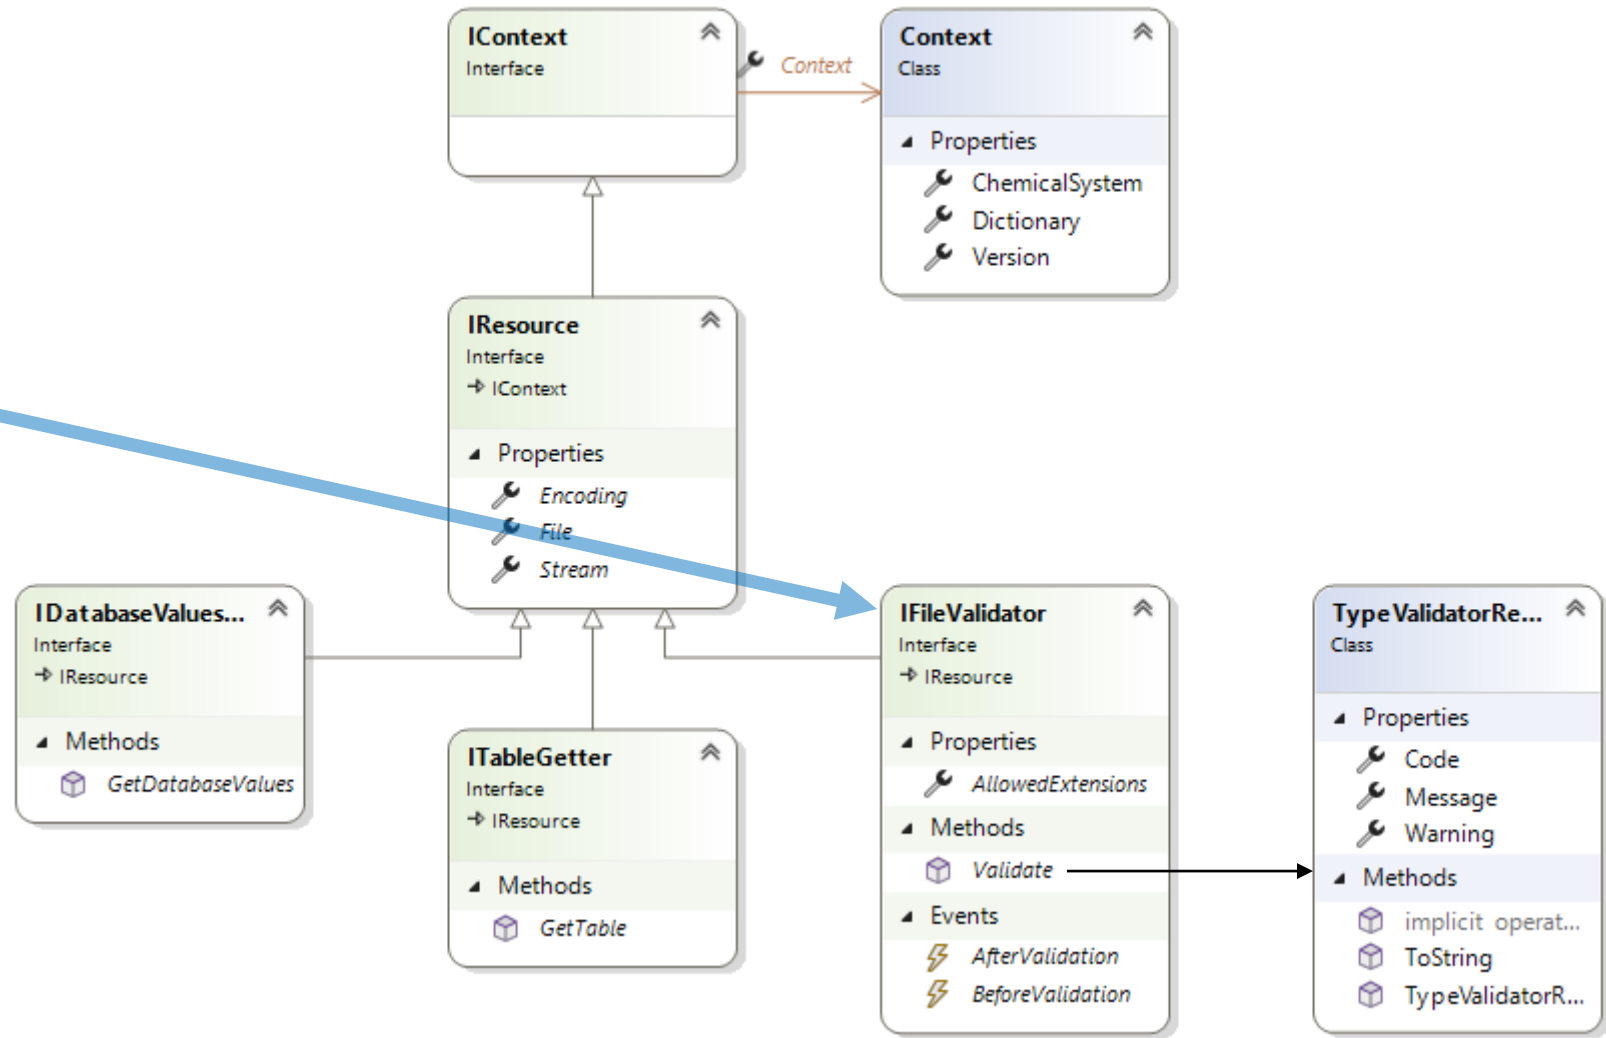 IContext
Interface
Context
Context
Class
Properties
ChemicalSystem
Dictionary
Version
IResource
Interface
IContext
Properties
Encoding
File
Stream
IDatabaseValues...
Interface
IResource
Methods
GetDatabaseValues
ITableGetter
Interface
IResource
Methods
GetTable
IFileValidator
Interface
IResource
Properties
AllowedExtensions
Methods
Validate
Events
AfterValidation
BeforeValidation
TypeValidatorRe...
Class
Properties
Code
Message
Warning
Methods
implicit operat...
ToString
TypeValidatorR...